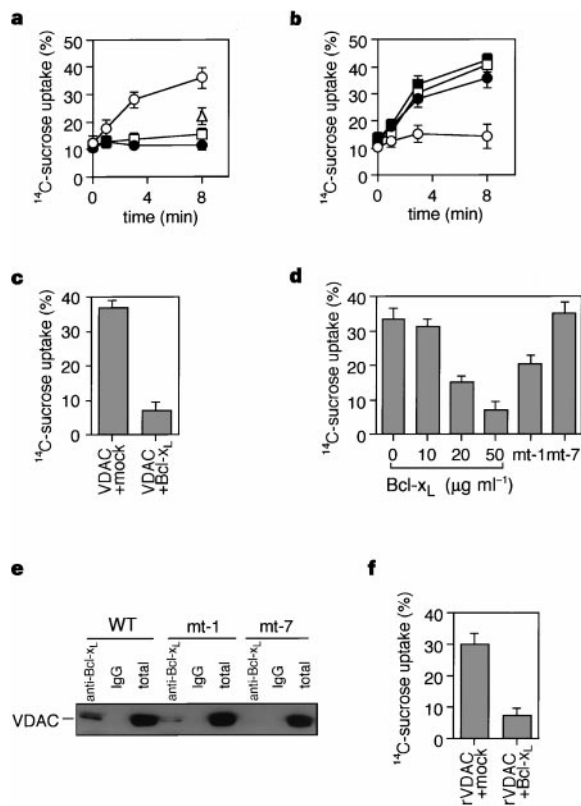 a
¹⁴C-sucrose uptake (%)
50
40
30
20
10
0
0 4 8
time (min)
b
¹⁴C-sucrose uptake (%)
50
40
30
20
10
0
0 4 8
time (min)
c
¹⁴C-sucrose uptake (%)
40
30
20
10
0
VDAC
+mock
VDAC
+Bcl-xL
d
¹⁴C-sucrose uptake (%)
40
30
20
10
0
0 10 20 50 mt-1 mt-7
Bcl-xL (μg ml⁻¹)
e
WT mt-1 mt-7
anti-Bcl-xL IgG total anti-Bcl-xL IgG total anti-Bcl-xL IgG total
VDAC
f
¹⁴C-sucrose uptake (%)
40
30
20
10
0
rVDAC
+mock
rVDAC
+Bcl-xL